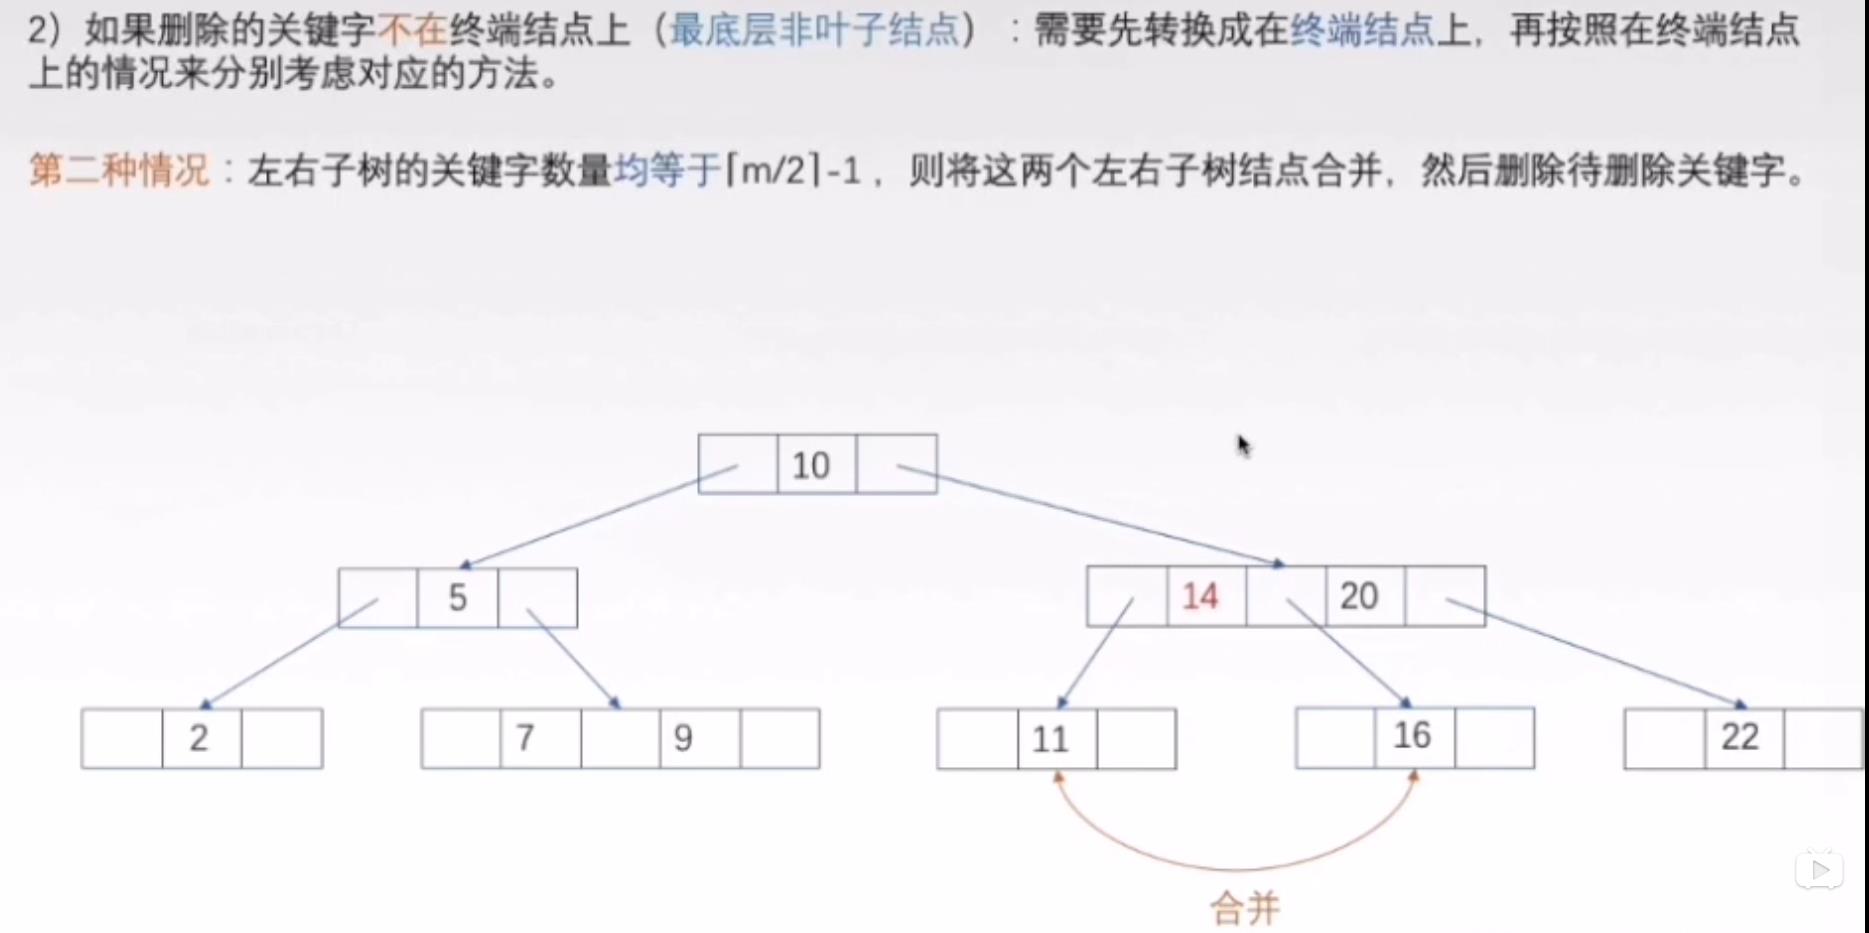 2）如果删除的关键字不在终端结点上（最底层非叶子结点）：需要先转换成在终端结点上，再按照在终端结点
上的情况来分别考虑对应的方法。
第二种情况：左右子树的关键字数量均等于⌈m/2⌉-1，则将这两个左右子树结点合并，然后删除待删除关键字。
10
5 14 20
2 7 9 11 16 22
合并